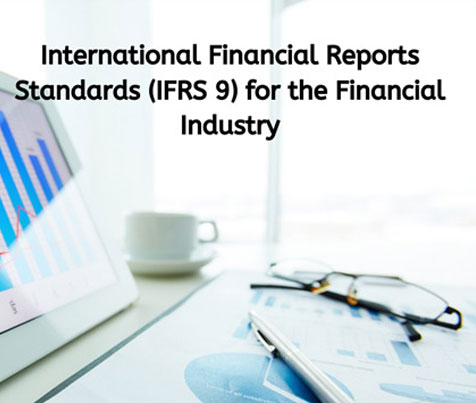 International Financial Reports
Standards (IFRS 9) for the Financial
Industry